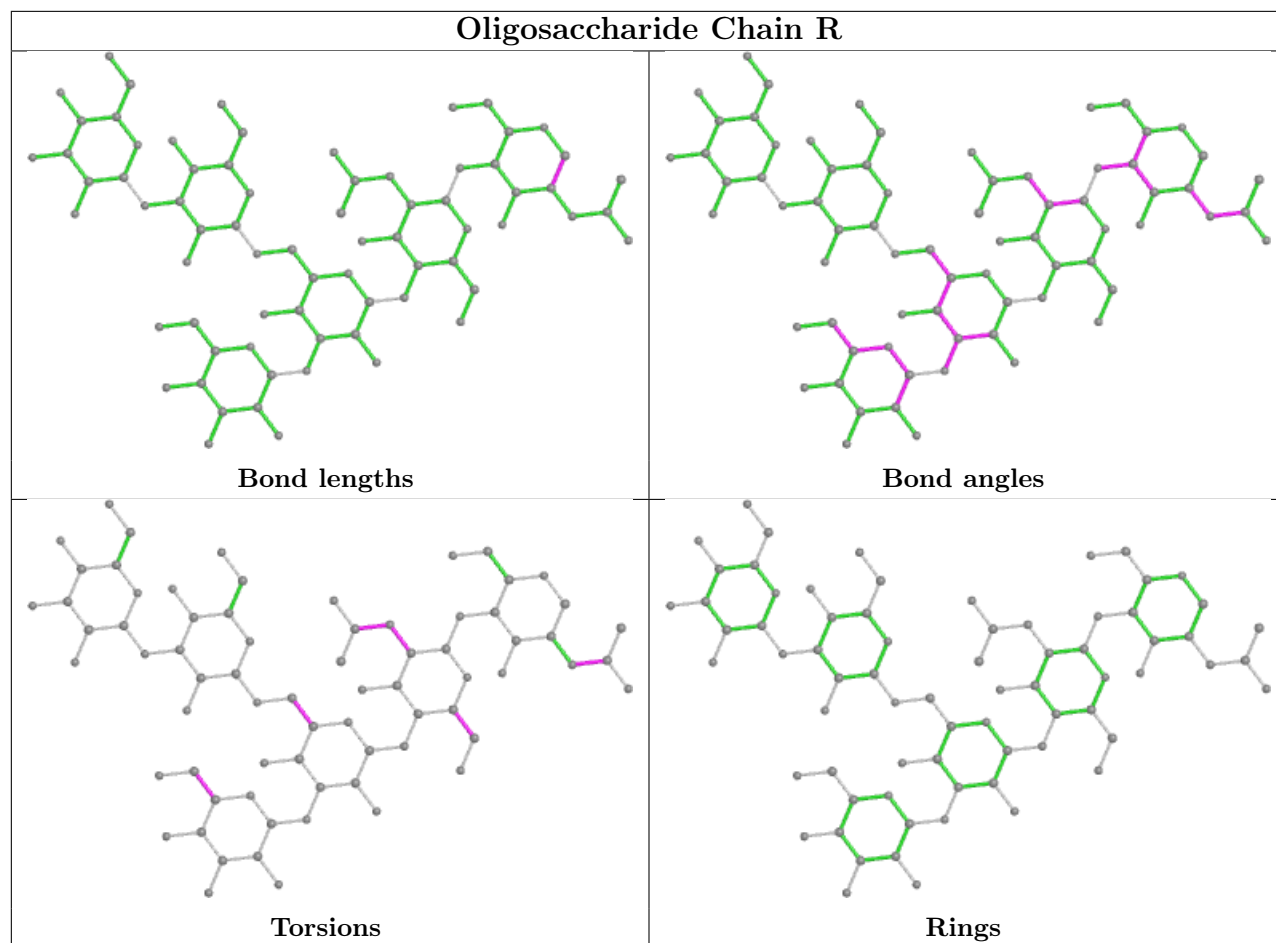 Oligosaccharide Chain R
Bond lengths
Bond angles
Torsions
Rings